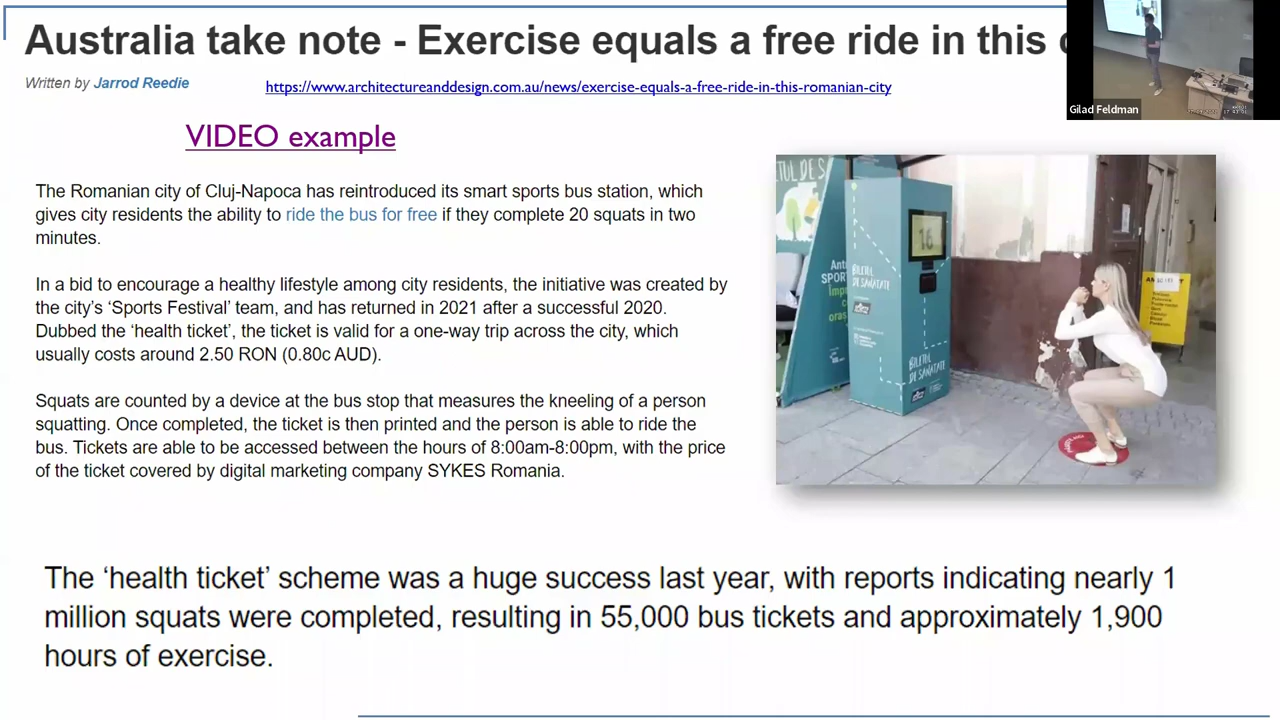 Australia take note - Exercise equals a free ride in this
Written by Jarrod Reedie
https://www.architectureanddesign.com.au/news/exercise-equals-a-free-ride-in-this-romanian-city
Gilad Feldman
VIDEO example
The Romanian city of Cluj-Napoca has reintroduced its smart sports bus station, which
gives city residents the ability to ride the bus for free if they complete 20 squats in two
minutes.
In a bid to encourage a healthy lifestyle among city residents, the initiative was created by
the city's 'Sports Festival' team, and has returned in 2021 after a successful 2020.
Dubbed the 'health ticket', the ticket is valid for a one-way trip across the city, which
usually costs around 2.50 RON (0.80c AUD).
Squats are counted by a device at the bus stop that measures the kneeling of a person
squatting. Once completed, the ticket is then printed and the person is able to ride the
bus. Tickets are able to be accessed between the hours of 8:00am-8:00pm, with the price
of the ticket covered by digital marketing company SYKES Romania.
16
BILETUL
DE SĂNĂTATE
BILETUL
DE SĂNĂTATE
The 'health ticket' scheme was a huge success last year, with reports indicating nearly 1
million squats were completed, resulting in 55,000 bus tickets and approximately 1,900
hours of exercise.